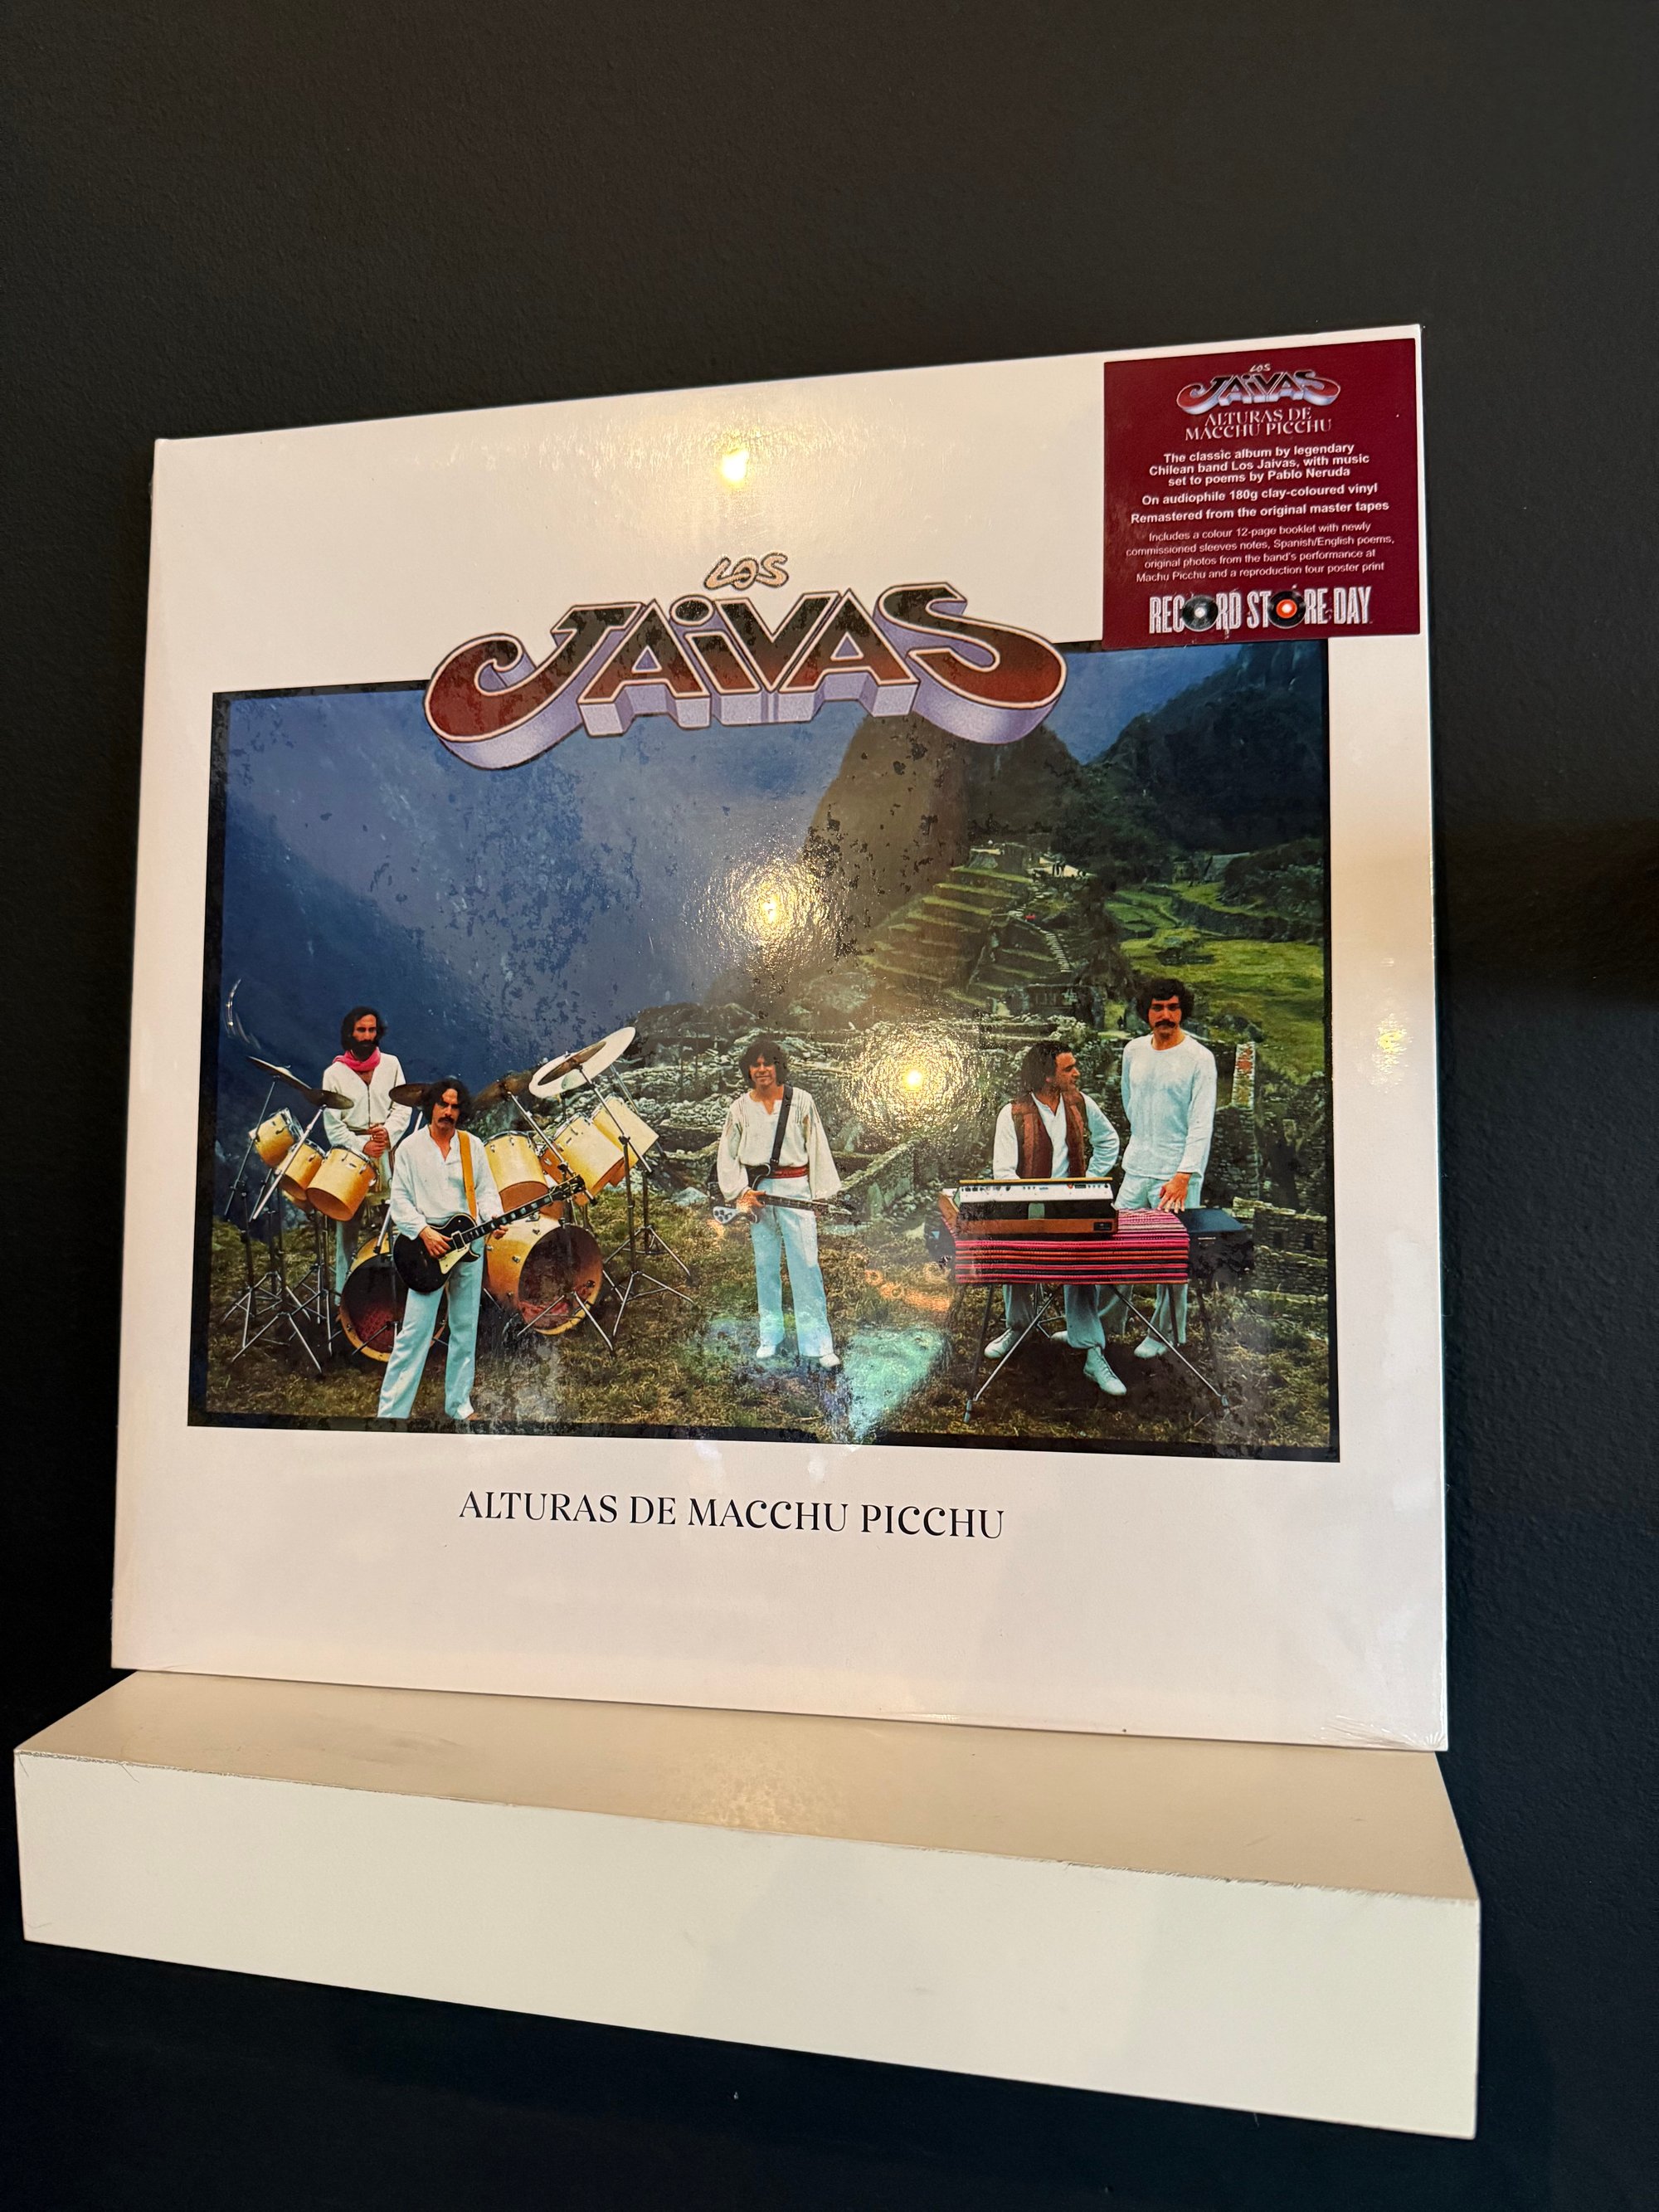 LOS
JAiVAS
ALTURAS DE
MACCHU PICCHU
The classic album by legendary
Chilean band Los Jaivas, with music
set to poems by Pablo Neruda
On audiophile 180g clay-coloured vinyl
Remastered from the original master tapes
Includes a colour 12-page booklet with newly
commissioned sleeves notes, Spanish/English poems,
original photos from the band's performance at
Machu Picchu and a reproduction tour poster print
RECORD STORE DAY
LOS
JAiVAS
ALTURAS DE MACCHU PICCHU